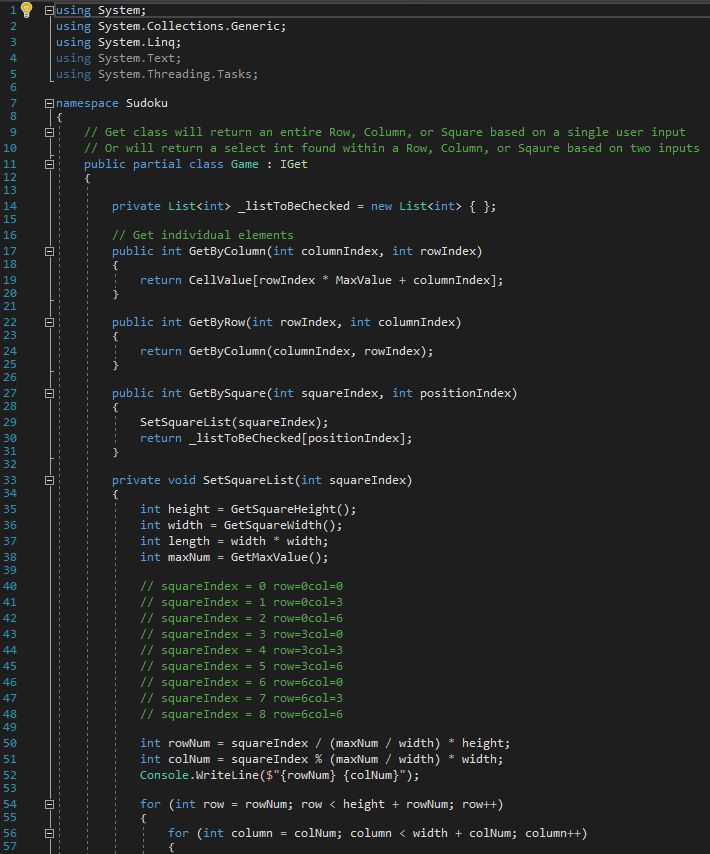 1 using System;
2 using System.Collections.Generic;
3 using System.Linq;
4 using System.Text;
5 using System.Threading.Tasks;
6
7 namespace Sudoku
8 {
9 // Get class will return an entire Row, Column, or Square based on a single user input
10 // Or will return a select int found within a Row, Column, or Sqaure based on two inputs
11 public partial class Game : IGet
12 {
13
14 private List<int> _listToBeChecked = new List<int> { };
15
16 // Get individual elements
17 public int GetByColumn(int columnIndex, int rowIndex)
18 {
19 return CellValue[rowIndex * MaxValue + columnIndex];
20 }
21
22 public int GetByRow(int rowIndex, int columnIndex)
23 {
24 return GetByColumn(columnIndex, rowIndex);
25 }
26
27 public int GetBySquare(int squareIndex, int positionIndex)
28 {
29 SetSquareList(squareIndex);
30 return _listToBeChecked[positionIndex];
31 }
32
33 private void SetSquareList(int squareIndex)
34 {
35 int height = GetSquareHeight();
36 int width = GetSquareWidth();
37 int length = width * width;
38 int maxNum = GetMaxValue();
39
40 // squareIndex = 0 row=0col=0
41 // squareIndex = 1 row=0col=3
42 // squareIndex = 2 row=0col=6
43 // squareIndex = 3 row=3col=0
44 // squareIndex = 4 row=3col=3
45 // squareIndex = 5 row=3col=6
46 // squareIndex = 6 row=6col=0
47 // squareIndex = 7 row=6col=3
48 // squareIndex = 8 row=6col=6
49
50 int rowNum = squareIndex / (maxNum / width) * height;
51 int colNum = squareIndex % (maxNum / width) * width;
52 Console.WriteLine($"{rowNum} {colNum}");
53
54 for (int row = rowNum; row < height + rowNum; row++)
55 {
56 for (int column = colNum; column < width + colNum; column++)
57 {